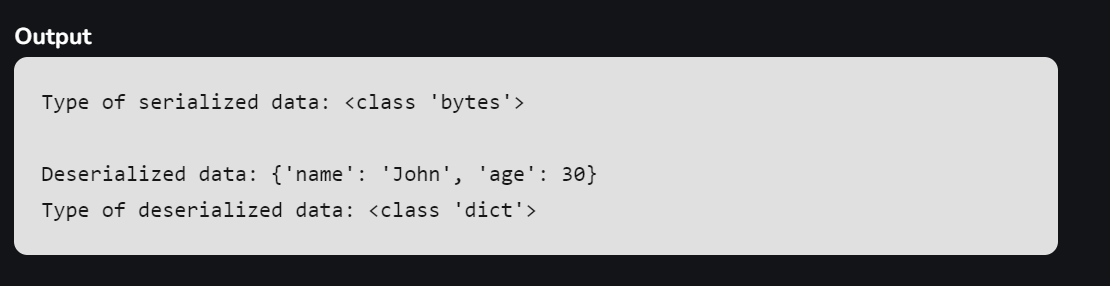 Output
Type of serialized data: <class 'bytes'>
Deserialized data: {'name': 'John', 'age': 30}
Type of deserialized data: <class 'dict'>